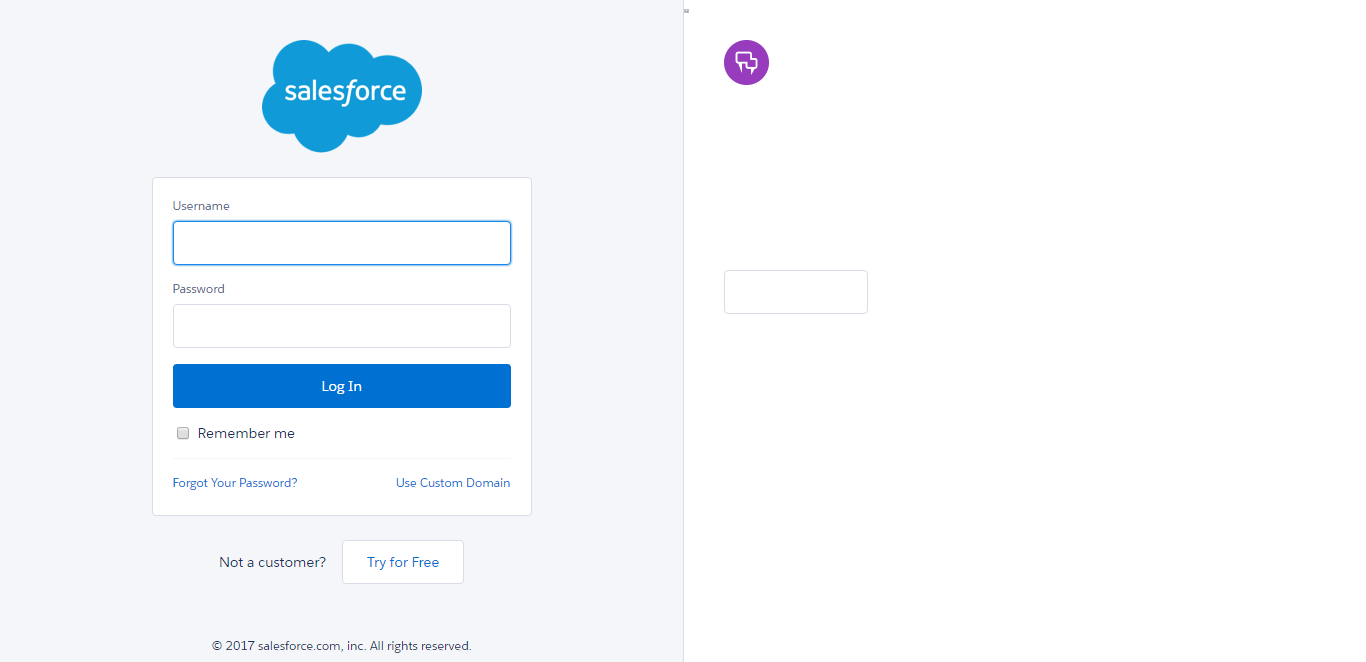 salesforce
Username
Password
Log In
Remember me
Forgot Your Password?
Use Custom Domain
Not a customer?
Try for Free
© 2017 salesforce.com, inc. All rights reserved.